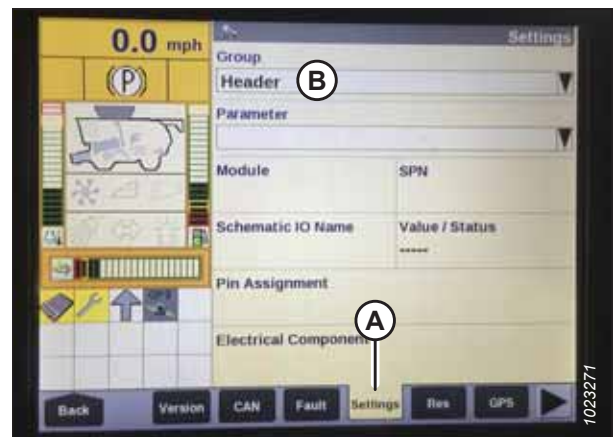 0.0 mph
Settings
Group
(P)
Header
B
Parameter
Module SPN
Schematic IO Name Value / Status
-----
Pin Assignment
A
Electrical Component
Back Version CAN Fault Settings Res GPS
1023271